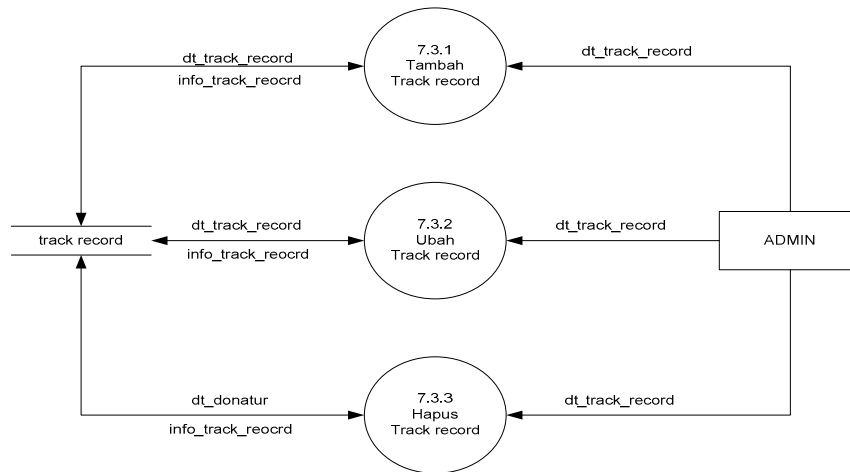 dt_track_record
info_track_reocrd
7.3.1
Tambah
Track record
dt_track_record
track record
dt_track_record
info_track_reocrd
7.3.2
Ubah
Track record
dt_track_record
ADMIN
dt_donatur
info_track_reocrd
7.3.3
Hapus
Track record
dt_track_record